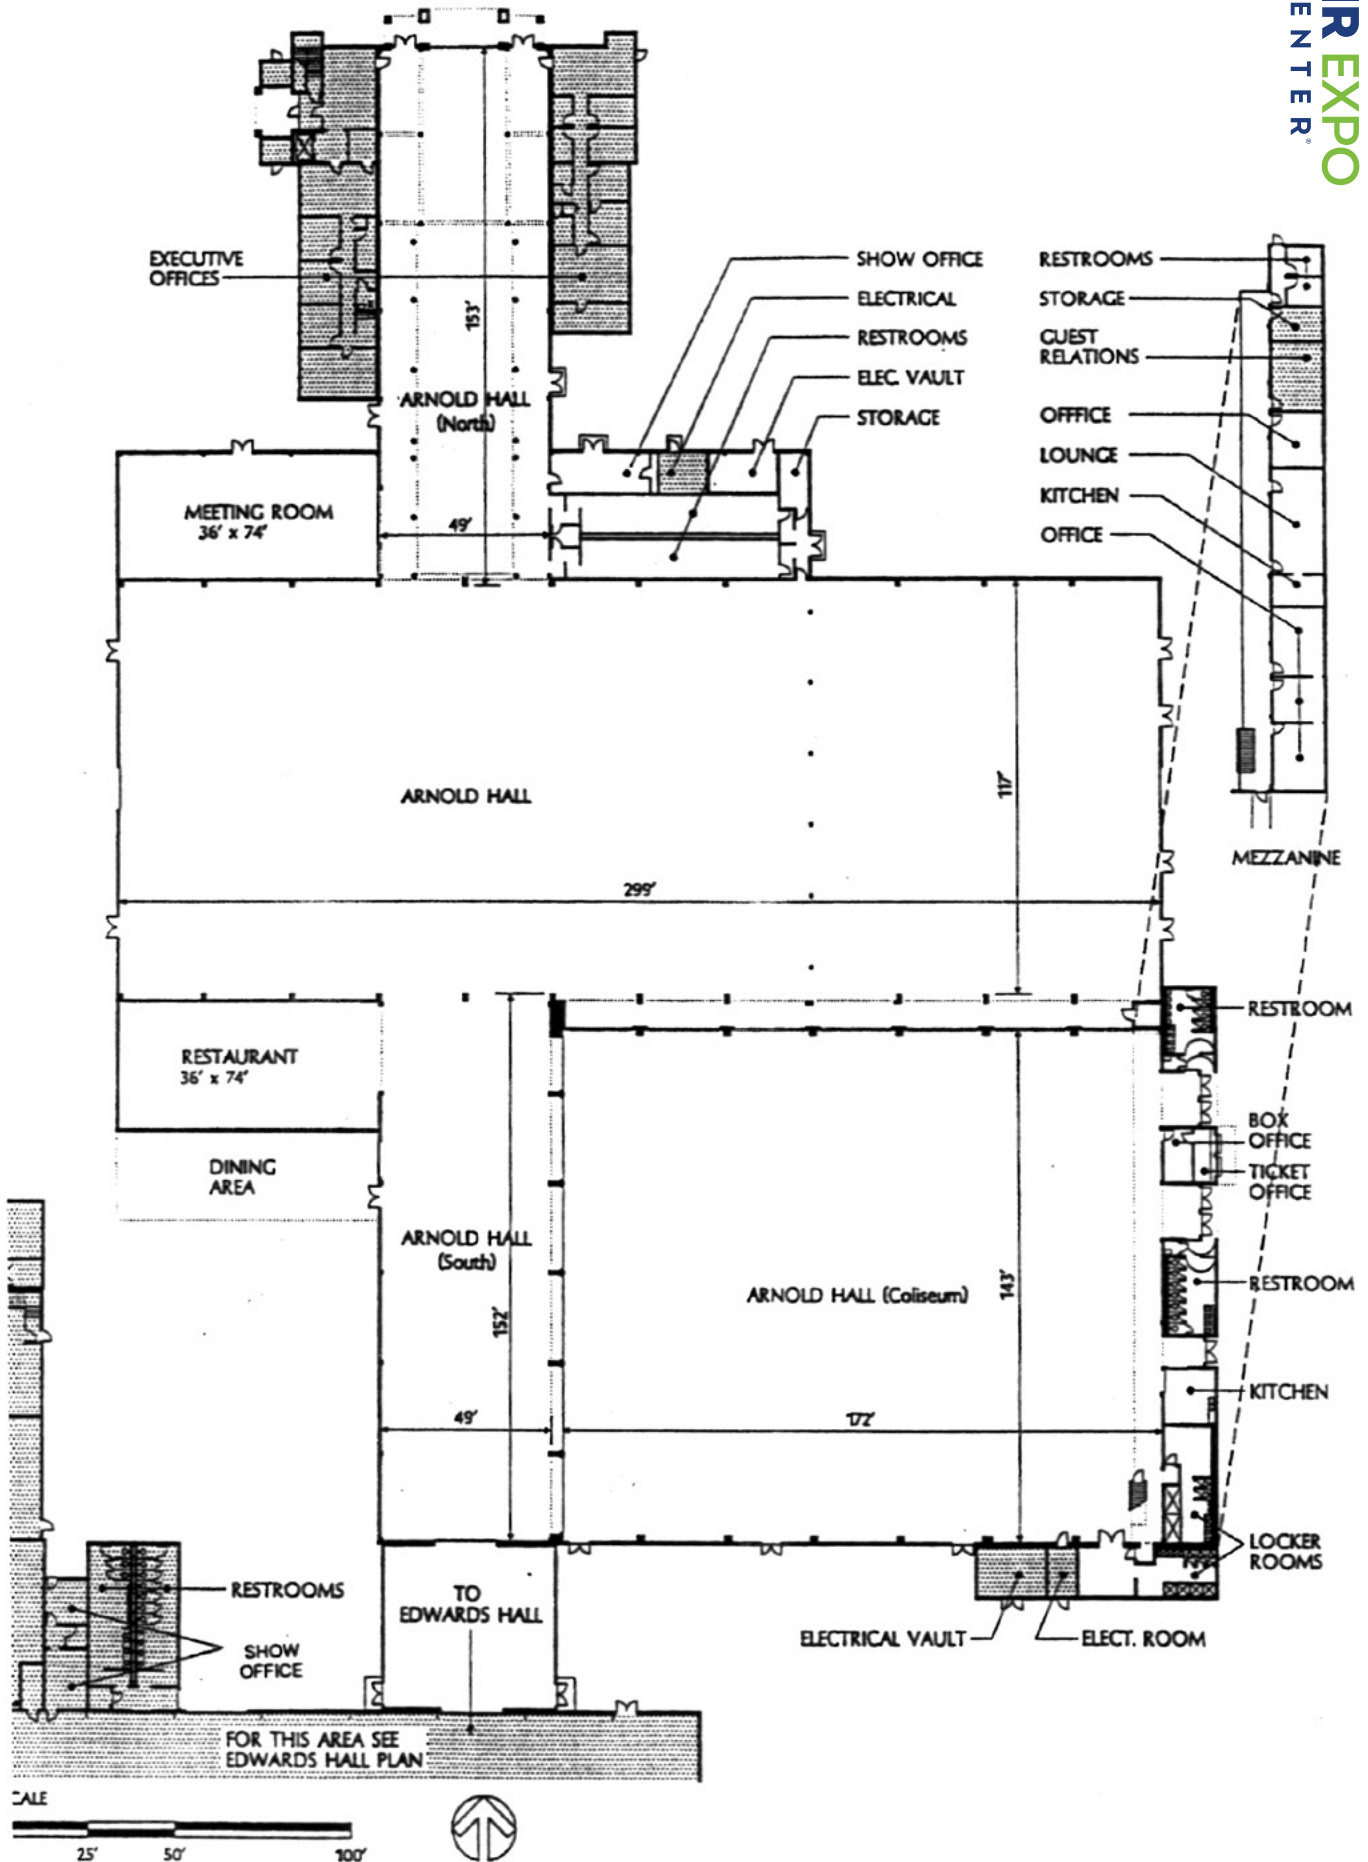 IR EXPO
ENTER®
EXECUTIVE
OFFICES
153'
ARNOLD HALL
(North)
SHOW OFFICE
ELECTRICAL
RESTROOMS
ELEC. VAULT
STORAGE
RESTROOMS
STORAGE
GUEST
RELATIONS
OFFFICE
LOUNGE
KITCHEN
OFFICE
MEZZANINE
MEETING ROOM
36' x 74'
49'
ARNOLD HALL
117'
299'
RESTAURANT
36' x 74'
DINING
AREA
ARNOLD HALL
(South)
152'
49'
ARNOLD HALL (Coliseum)
143'
172'
RESTROOM
BOX
OFFICE
TICKET
OFFICE
RESTROOM
KITCHEN
LOCKER
ROOMS
RESTROOMS
SHOW
OFFICE
TO
EDWARDS HALL
ELECTRICAL VAULT
ELECT. ROOM
FOR THIS AREA SEE
EDWARDS HALL PLAN
CALE
25'
50'
100'